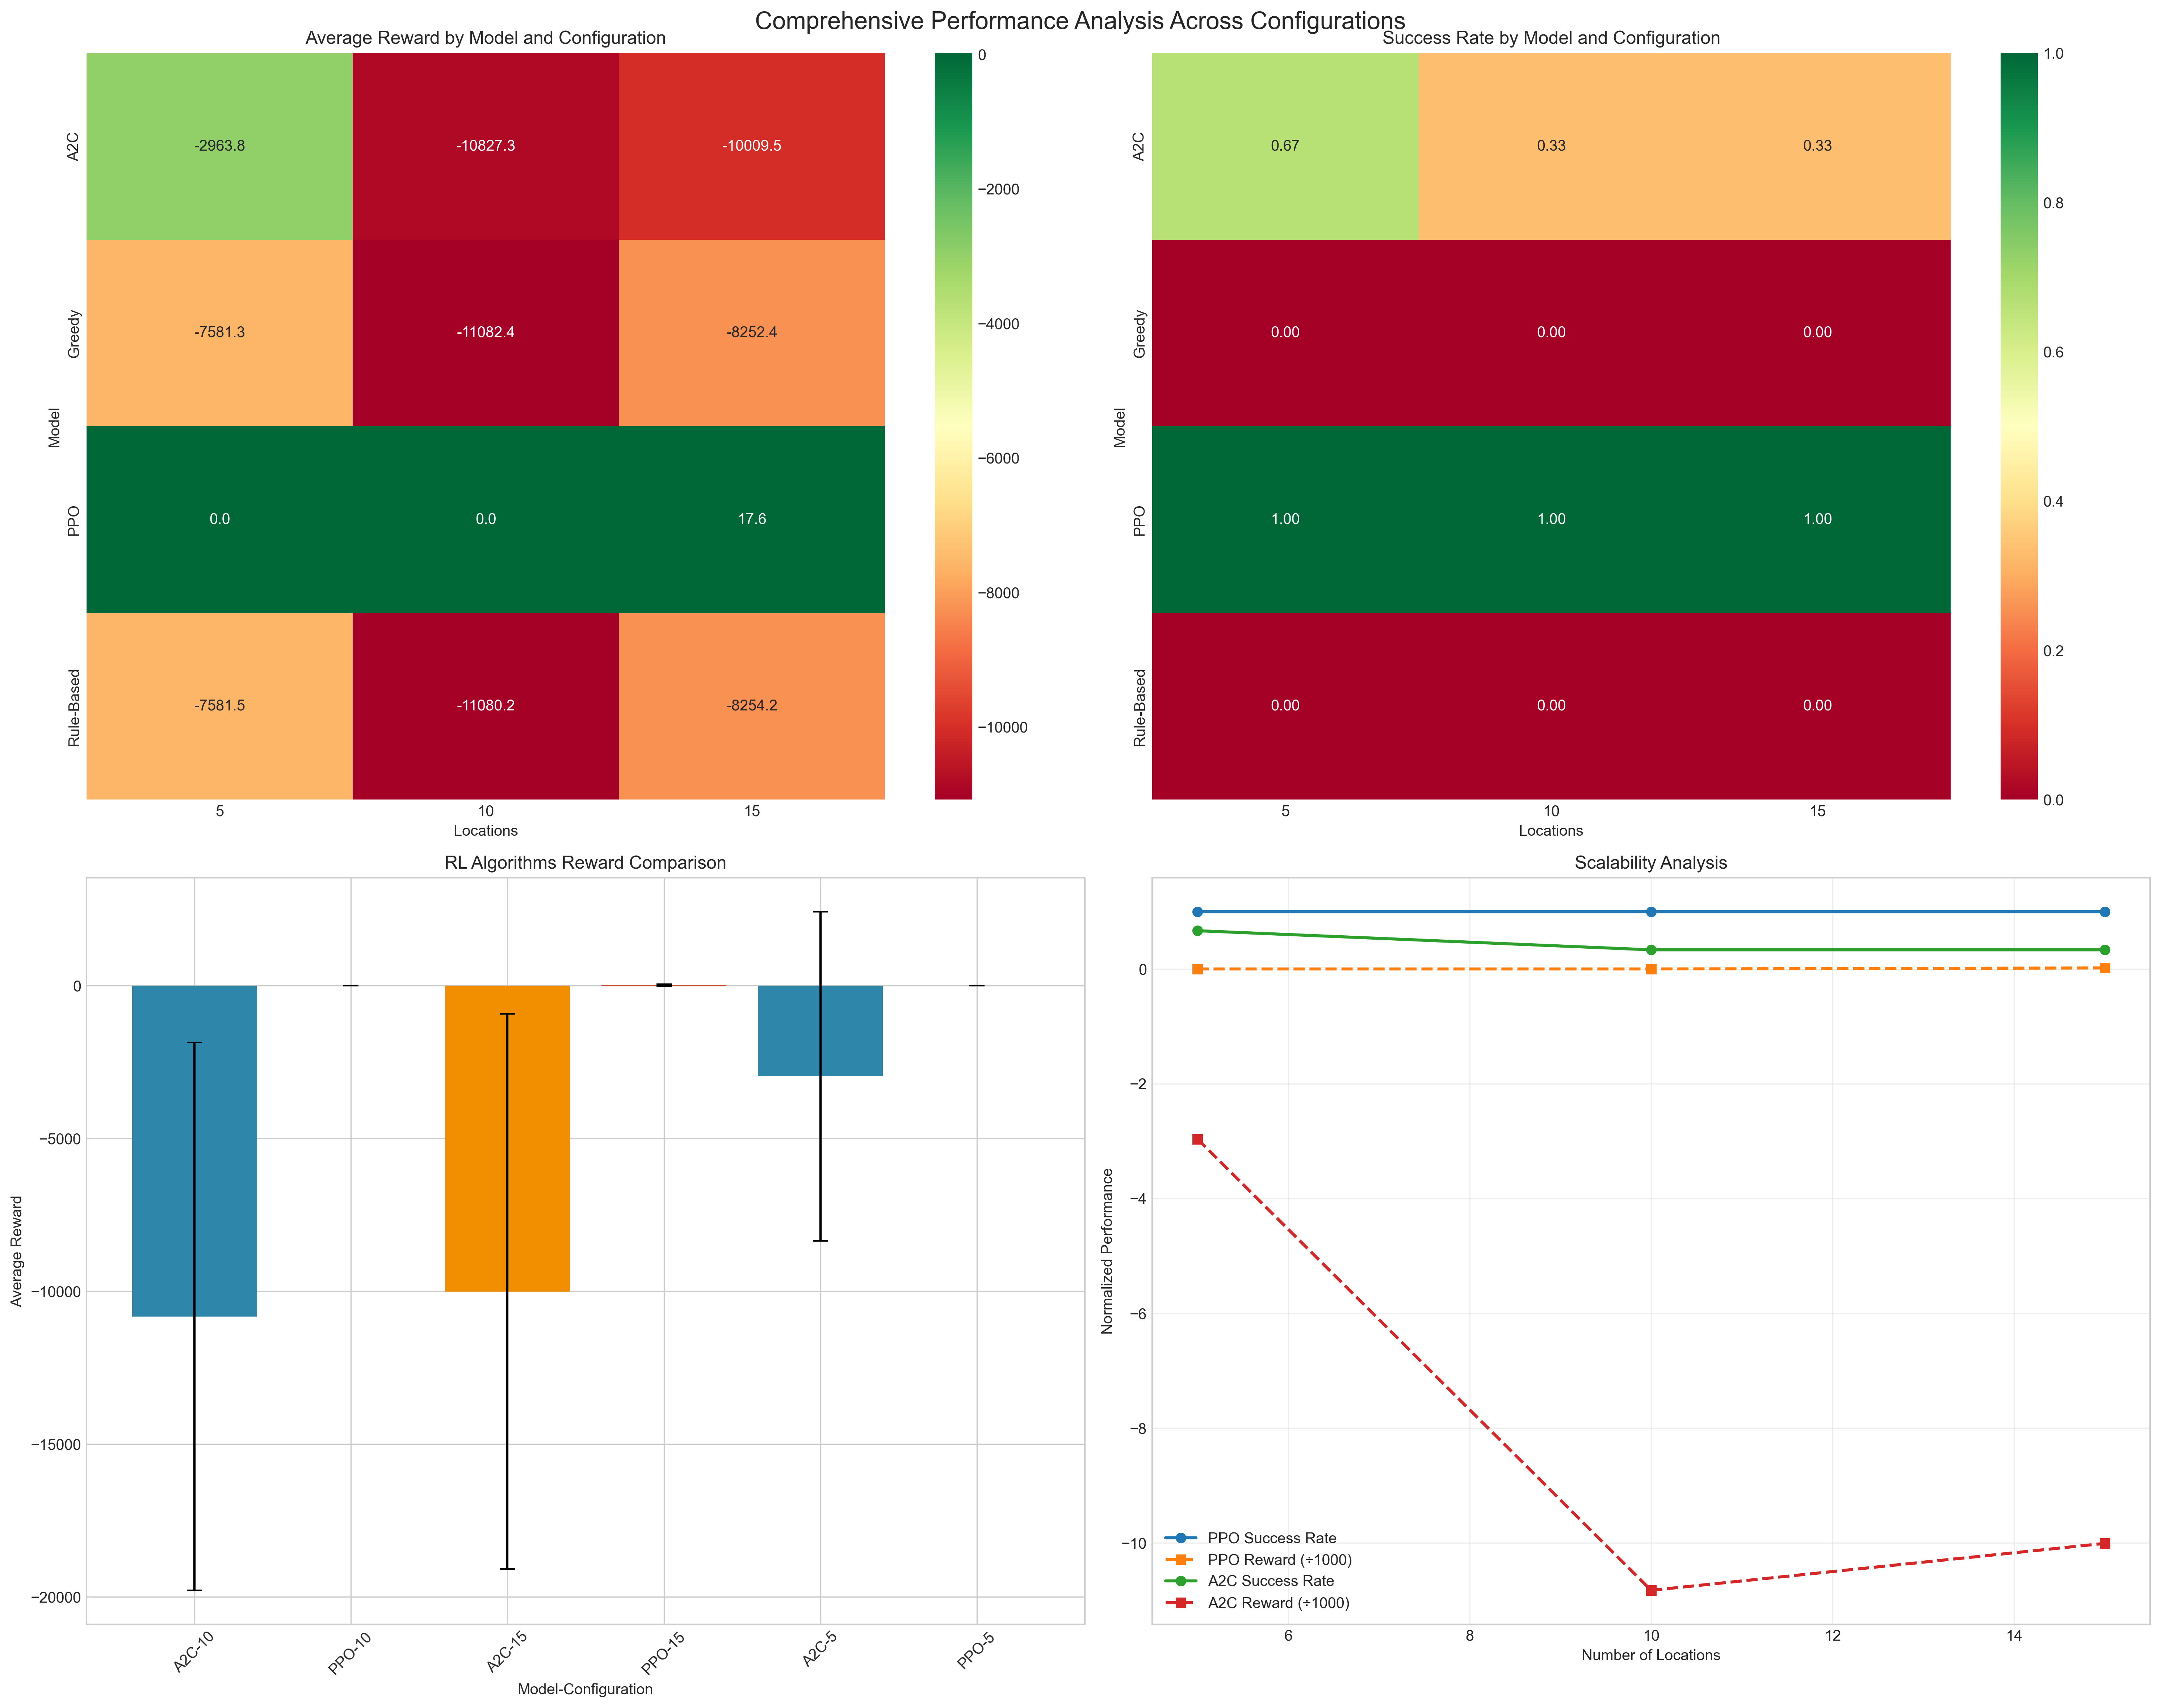 Comprehensive Performance Analysis Across Configurations
Average Reward by Model and Configuration
Model
A2C
Greedy
PPO
Rule-Based
-2963.8 -10827.3 -10009.5
-7581.3 -11082.4 -8252.4
0.0 0.0 17.6
-7581.5 -11080.2 -8254.2
5 10 15
Locations
0
−2000
−4000
−6000
−8000
−10000
Success Rate by Model and Configuration
Model
A2C
Greedy
PPO
Rule-Based
0.67 0.33 0.33
0.00 0.00 0.00
1.00 1.00 1.00
0.00 0.00 0.00
5 10 15
Locations
1.0
0.8
0.6
0.4
0.2
0.0
RL Algorithms Reward Comparison
Average Reward
0
−5000
−10000
−15000
−20000
A2C-10 PPO-10 A2C-15 PPO-15 A2C-5 PPO-5
Model-Configuration
Scalability Analysis
Normalized Performance
0
−2
−4
−6
−8
−10
PPO Success Rate
PPO Reward (÷1000)
A2C Success Rate
A2C Reward (÷1000)
6 8 10 12 14
Number of Locations